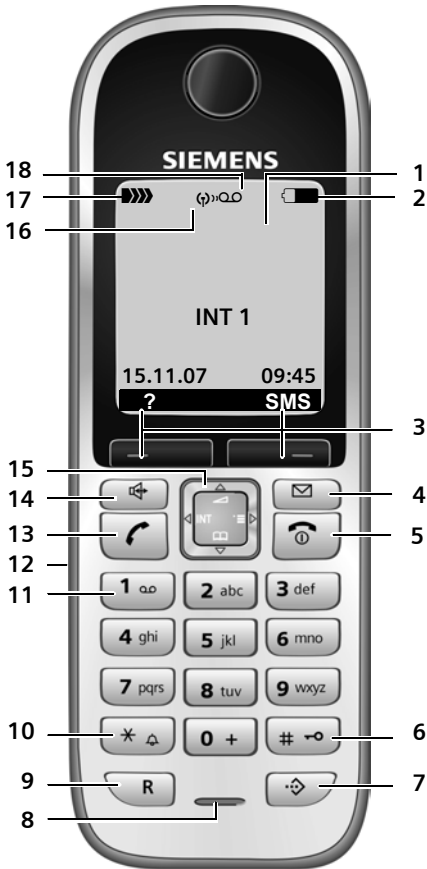 SIEMENS
18
1
17
2
16
INT 1
15.11.07 09:45
? SMS
3
15
14
4
INT
13
5
12
11
1 2 abc 3 def
4 ghi 5 jkl 6 mno
7 pqrs 8 tuv 9 wxyz
10
* 0 + #
6
9
R
7
8